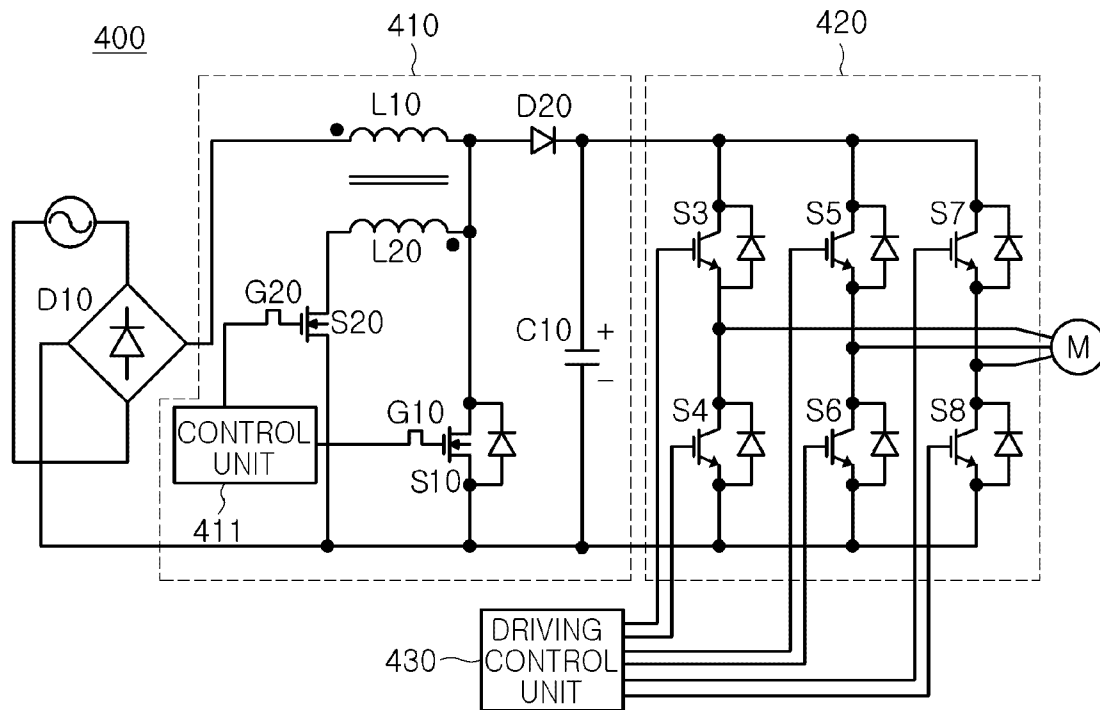 400
410
420
L10
D20
L20
S3
S5
S7
D10
G20
S20
C10
+
−
M
G10
S4
S6
S8
CONTROL
UNIT
S10
411
430
DRIVING
CONTROL
UNIT